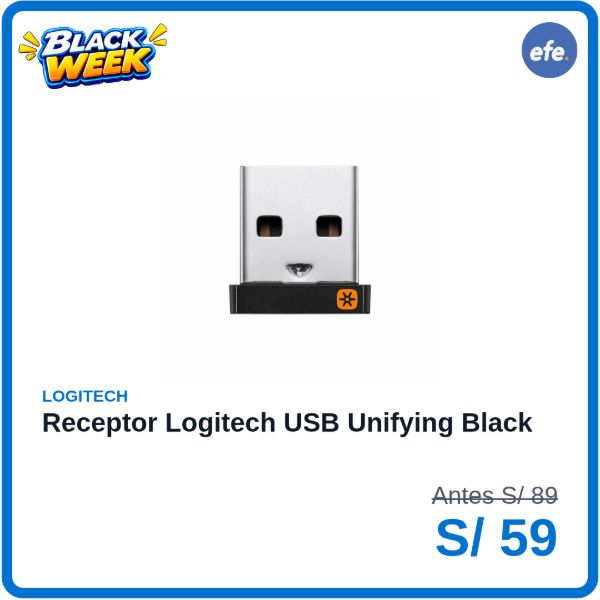 BLACK
WEEK
efe.
LOGITECH
Receptor Logitech USB Unifying Black
Antes S/ 89
S/ 59